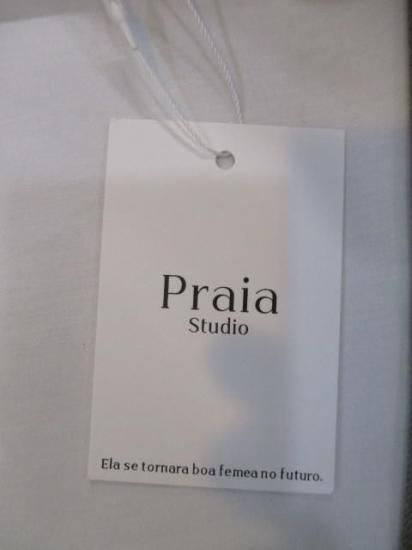 Praia
Studio
Ela se tornara boa femea no futuro.